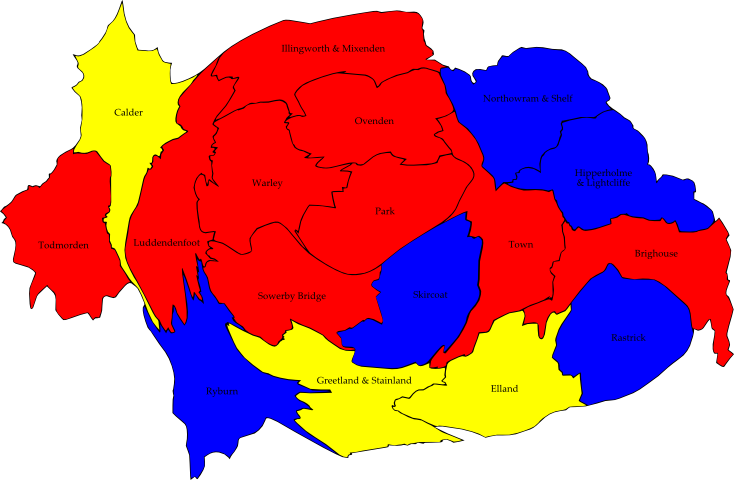 Illingworth & Mixenden
Northowram & Shelf
Calder
Ovenden
Hipperholme
& Lightcliffe
Warley
Park
Todmorden
Luddendenfoot
Town
Brighouse
Sowerby Bridge
Skircoat
Rastrick
Greetland & Stainland
Elland
Ryburn